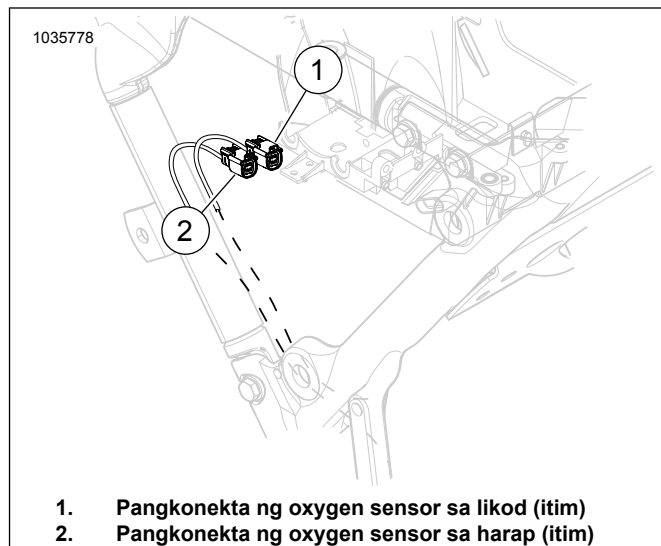 1035778
1
2
1. Pangkonekta ng oxygen sensor sa likod (itim)
2. Pangkonekta ng oxygen sensor sa harap (itim)